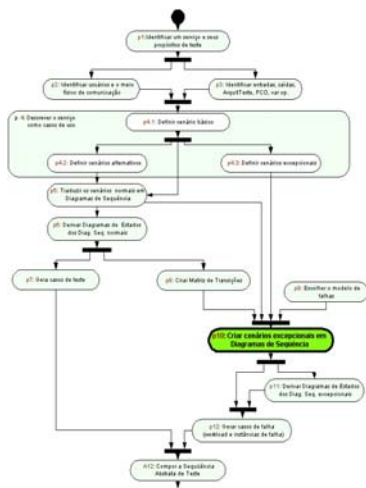 p1: Identificar um serviço e seus
propósitos de teste
p2: Identificar usuários e o meio
físico de comunicação
p3: Identificar entradas, saídas,
ArquiTeste, PCO, var op.
p 4: Descrever o serviço
como casos de uso
p4.1: Definir cenário básico
p4.2: Definir cenários alternativos
p4.3: Definir cenários excepcionais
p5: Traduzir os cenários normais em
Diagramas de Sequência
p6: Derivar Diagramas de Estados
dos Diag. Seq. normais
p7: Gerar casos de teste
p8: Criar Matriz de Transições
p9: Escolher o modelo de
falhas
p10: Criar cenários excepcionais em
Diagramas de Sequência
p11: Derivar Diagramas de Estados
dos Diag. Seq. excepcionais
p12: Gerar casos de falha
(workload e instâncias de falha)
A12: Compor a Sequência
Abstrata de Teste